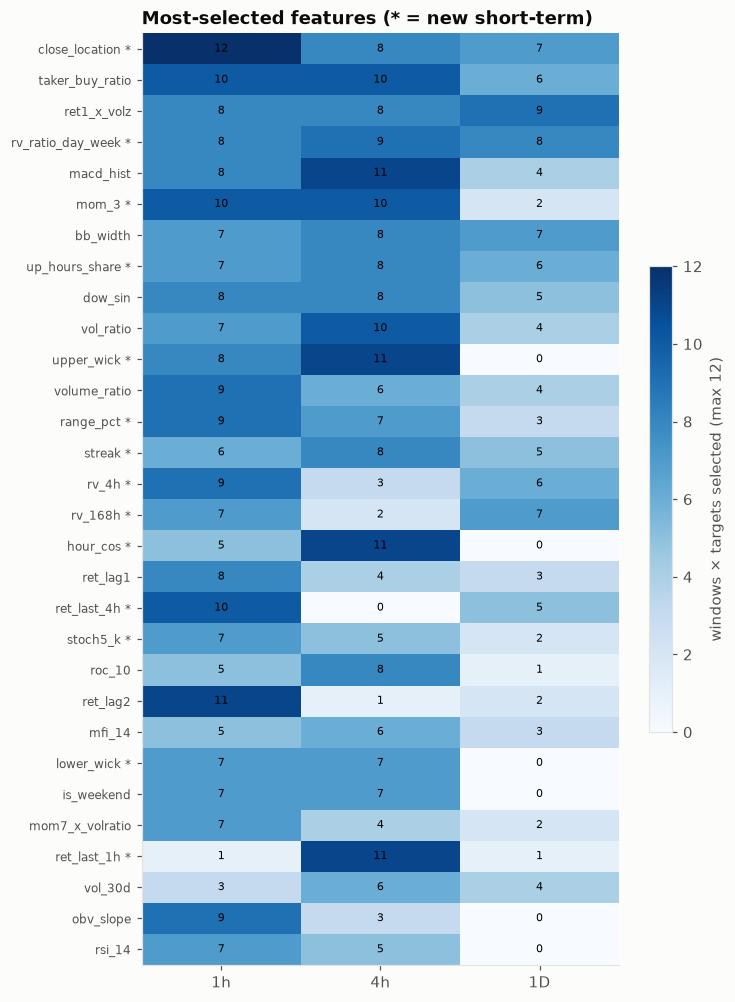 Most-selected features (* = new short-term)
close_location * 12 8 7
taker_buy_ratio 10 10 6
ret1_x_volz 8 8 9
rv_ratio_day_week * 8 9 8
macd_hist 8 11 4
mom_3 * 10 10 2
bb_width 7 8 7
up_hours_share * 7 8 6
dow_sin 8 8 5
vol_ratio 7 10 4
upper_wick * 8 11 0
volume_ratio 9 6 4
range_pct * 9 7 3
streak * 6 8 5
rv_4h * 9 3 6
rv_168h * 7 2 7
hour_cos * 5 11 0
ret_lag1 8 4 3
ret_last_4h * 10 0 5
stoch5_k * 7 5 2
roc_10 5 8 1
ret_lag2 11 1 2
mfi_14 5 6 3
lower_wick * 7 7 0
is_weekend 7 7 0
mom7_x_volratio 7 4 2
ret_last_1h * 1 11 1
vol_30d 3 6 4
obv_slope 9 3 0
rsi_14 7 5 0
1h 4h 1D
12
10
8
6
4
2
0
windows × targets selected (max 12)